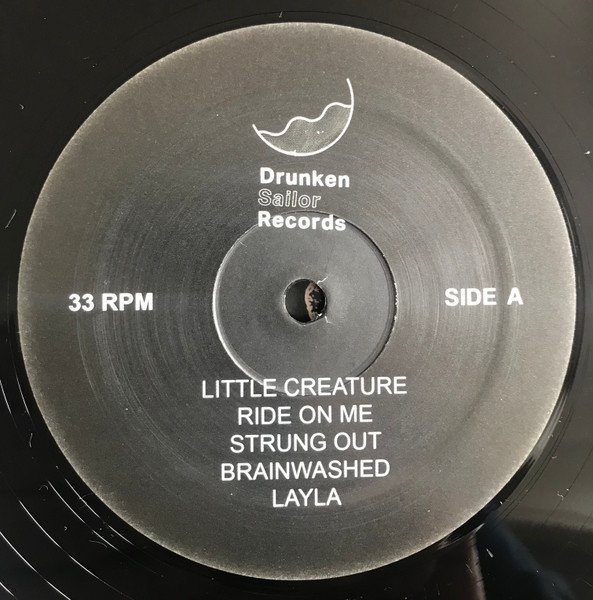 Drunken
Sailor
Records
33 RPM
SIDE A
LITTLE CREATURE
RIDE ON ME
STRUNG OUT
BRAINWASHED
LAYLA